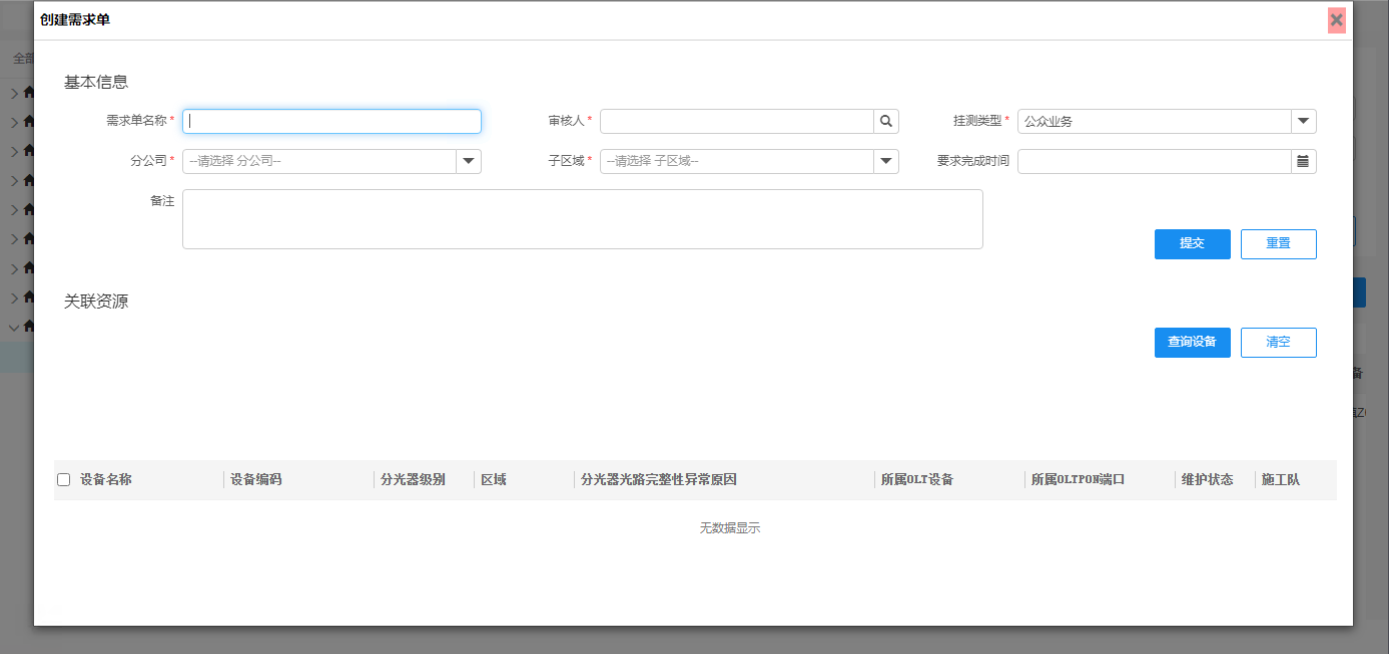 创建需求单
全部
基本信息
需求单名称* 审核人* 挂测类型* 公众业务
分公司* --请选择 分公司-- 子区域* --请选择 子区域-- 要求完成时间
备注
提交 重置
关联资源
查询设备 清空
备
设备名称 设备编码 分光器级别 区域 分光器光路完整性异常原因 所属OLT设备 所属OLTPON端口 维护状态 施工队
无数据显示